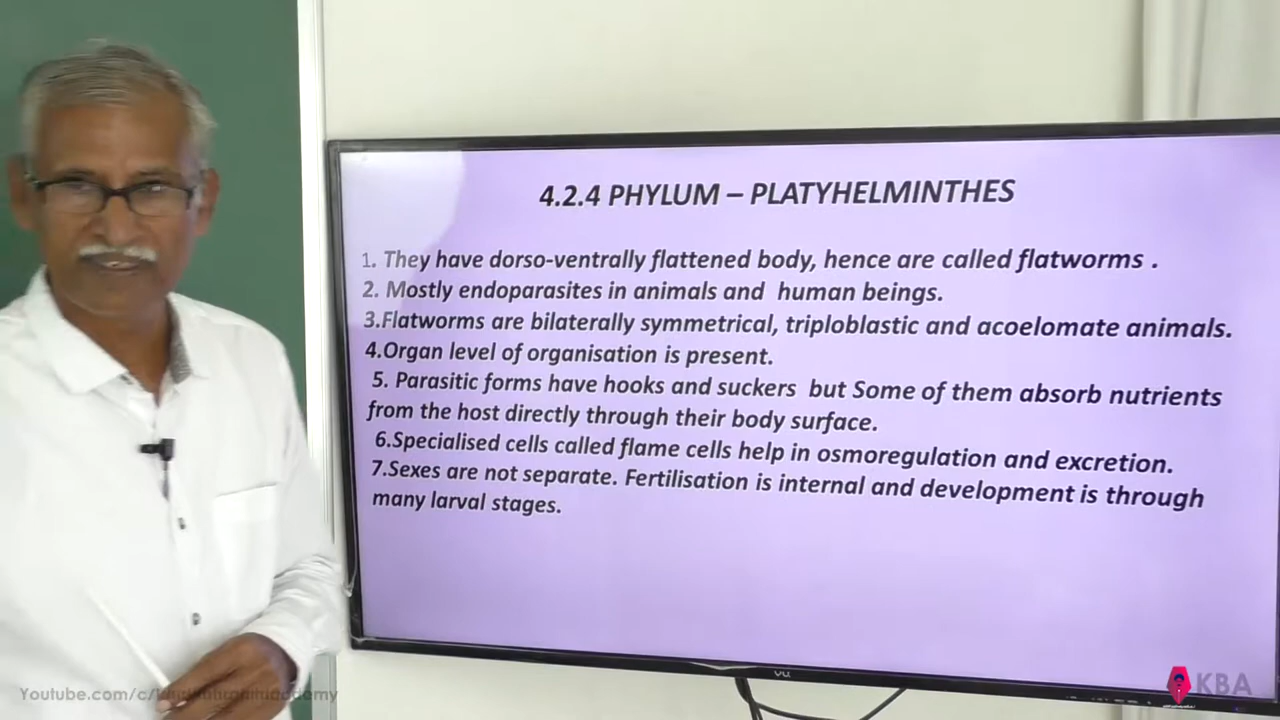 4.2.4 PHYLUM – PLATYHELMINTHES
1. They have dorso-ventrally flattened body, hence are called flatworms .
2. Mostly endoparasites in animals and human beings.
3.Flatworms are bilaterally symmetrical, triploblastic and acoelomate animals.
4.Organ level of organisation is present.
5. Parasitic forms have hooks and suckers but Some of them absorb nutrients
from the host directly through their body surface.
6.Specialised cells called flame cells help in osmoregulation and excretion.
7.Sexes are not separate. Fertilisation is internal and development is through
many larval stages.
VU
KBA
Youtube.com/c/